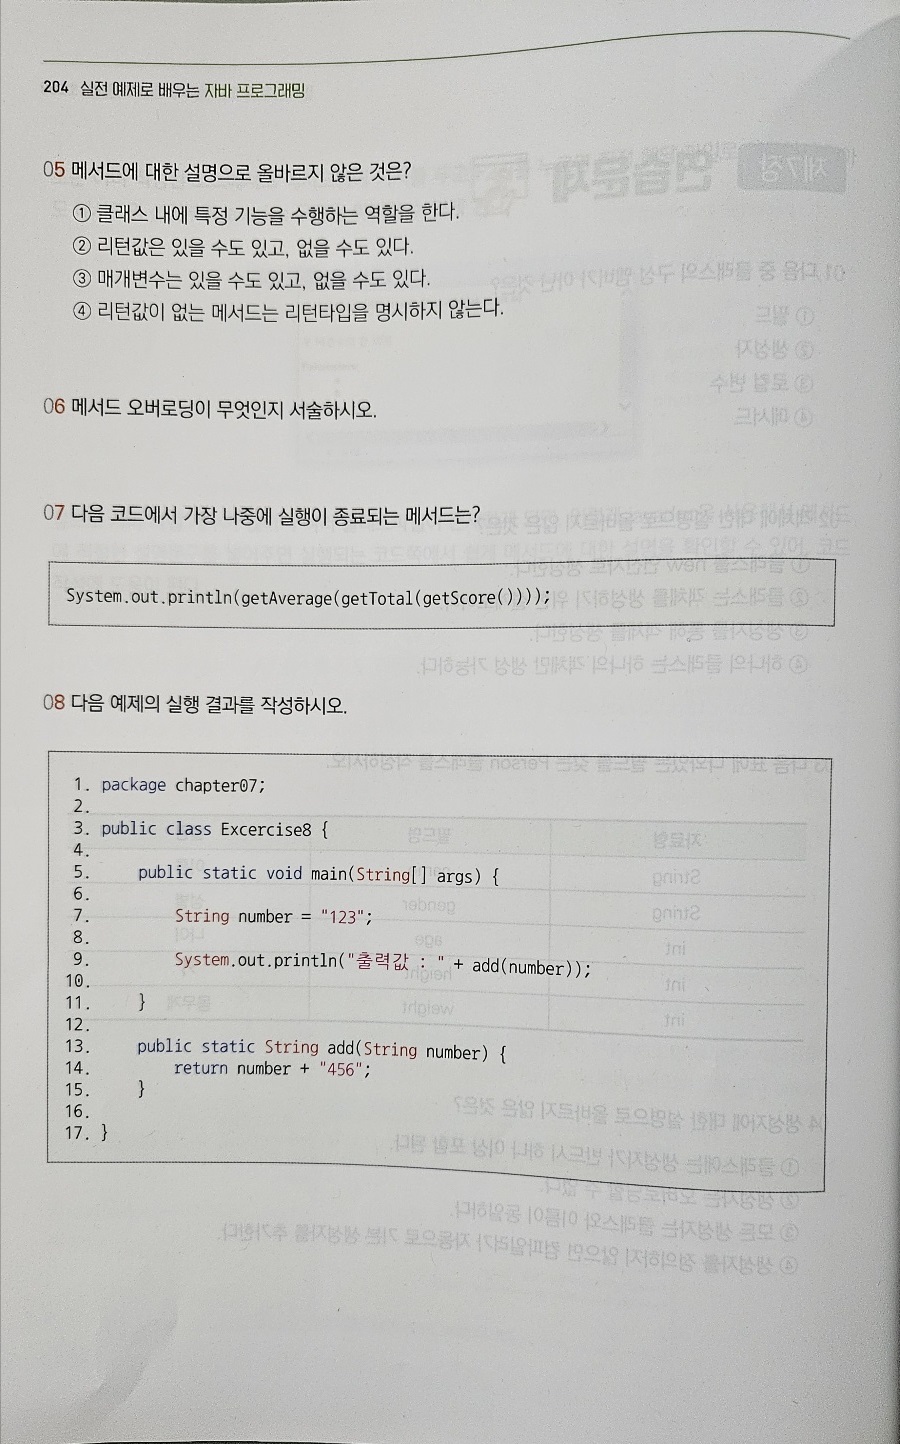 204 실전 예제로 배우는 자바 프로그래밍
05 메서드에 대한 설명으로 올바르지 않은 것은?
① 클래스 내에 특정 기능을 수행하는 역할을 한다.
② 리턴값은 있을 수도 있고, 없을 수도 있다.
③ 매개변수는 있을 수도 있고, 없을 수도 있다.
④ 리턴값이 없는 메서드는 리턴타입을 명시하지 않는다.
06 메서드 오버로딩이 무엇인지 서술하시오.
07 다음 코드에서 가장 나중에 실행이 종료되는 메서드는?
System.out.println(getAverage(getTotal(getScore())));
08 다음 예제의 실행 결과를 작성하시오.
1. package chapter07;
2.
3. public class Excercise8 {
4.
5.     public static void main(String[] args) {
6.
7.         String number = "123";
8.
9.         System.out.println("출력값 : " + add(number));
10.
11.     }
12.
13.     public static String add(String number) {
14.         return number + "456";
15.     }
16.
17. }